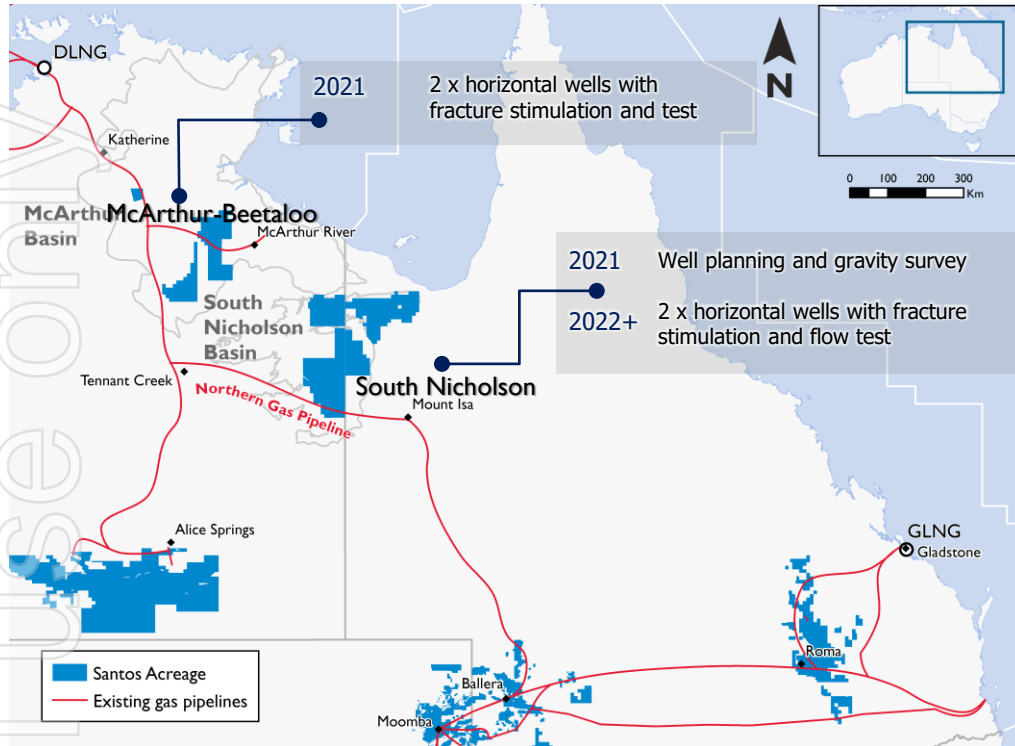 DLNG
2021
2 x horizontal wells with
fracture stimulation and test
N
Katherine
0 100 200 300
Km
McArthur
Basin
McArthur-Beetaloo
McArthur River
2021 Well planning and gravity survey
2022+ 2 x horizontal wells with fracture
stimulation and flow test
South
Nicholson
Basin
Tennant Creek
Northern Gas Pipeline
South Nicholson
Mount Isa
Alice Springs
GLNG
Gladstone
Santos Acreage
Existing gas pipelines
Roma
Ballera
Moomba
use only